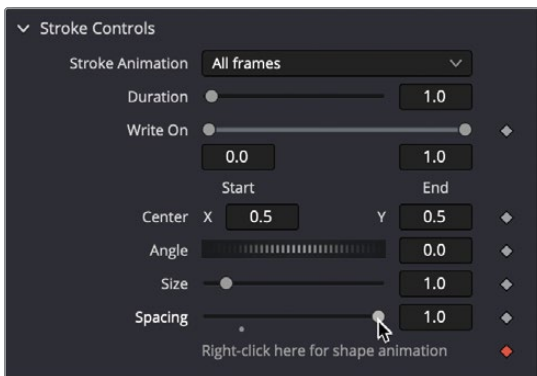 Stroke Controls
Stroke Animation All frames
Duration 1.0
Write On
0.0 1.0
Start End
Center X 0.5 Y 0.5
Angle 0.0
Size 1.0
Spacing 1.0
Right-click here for shape animation